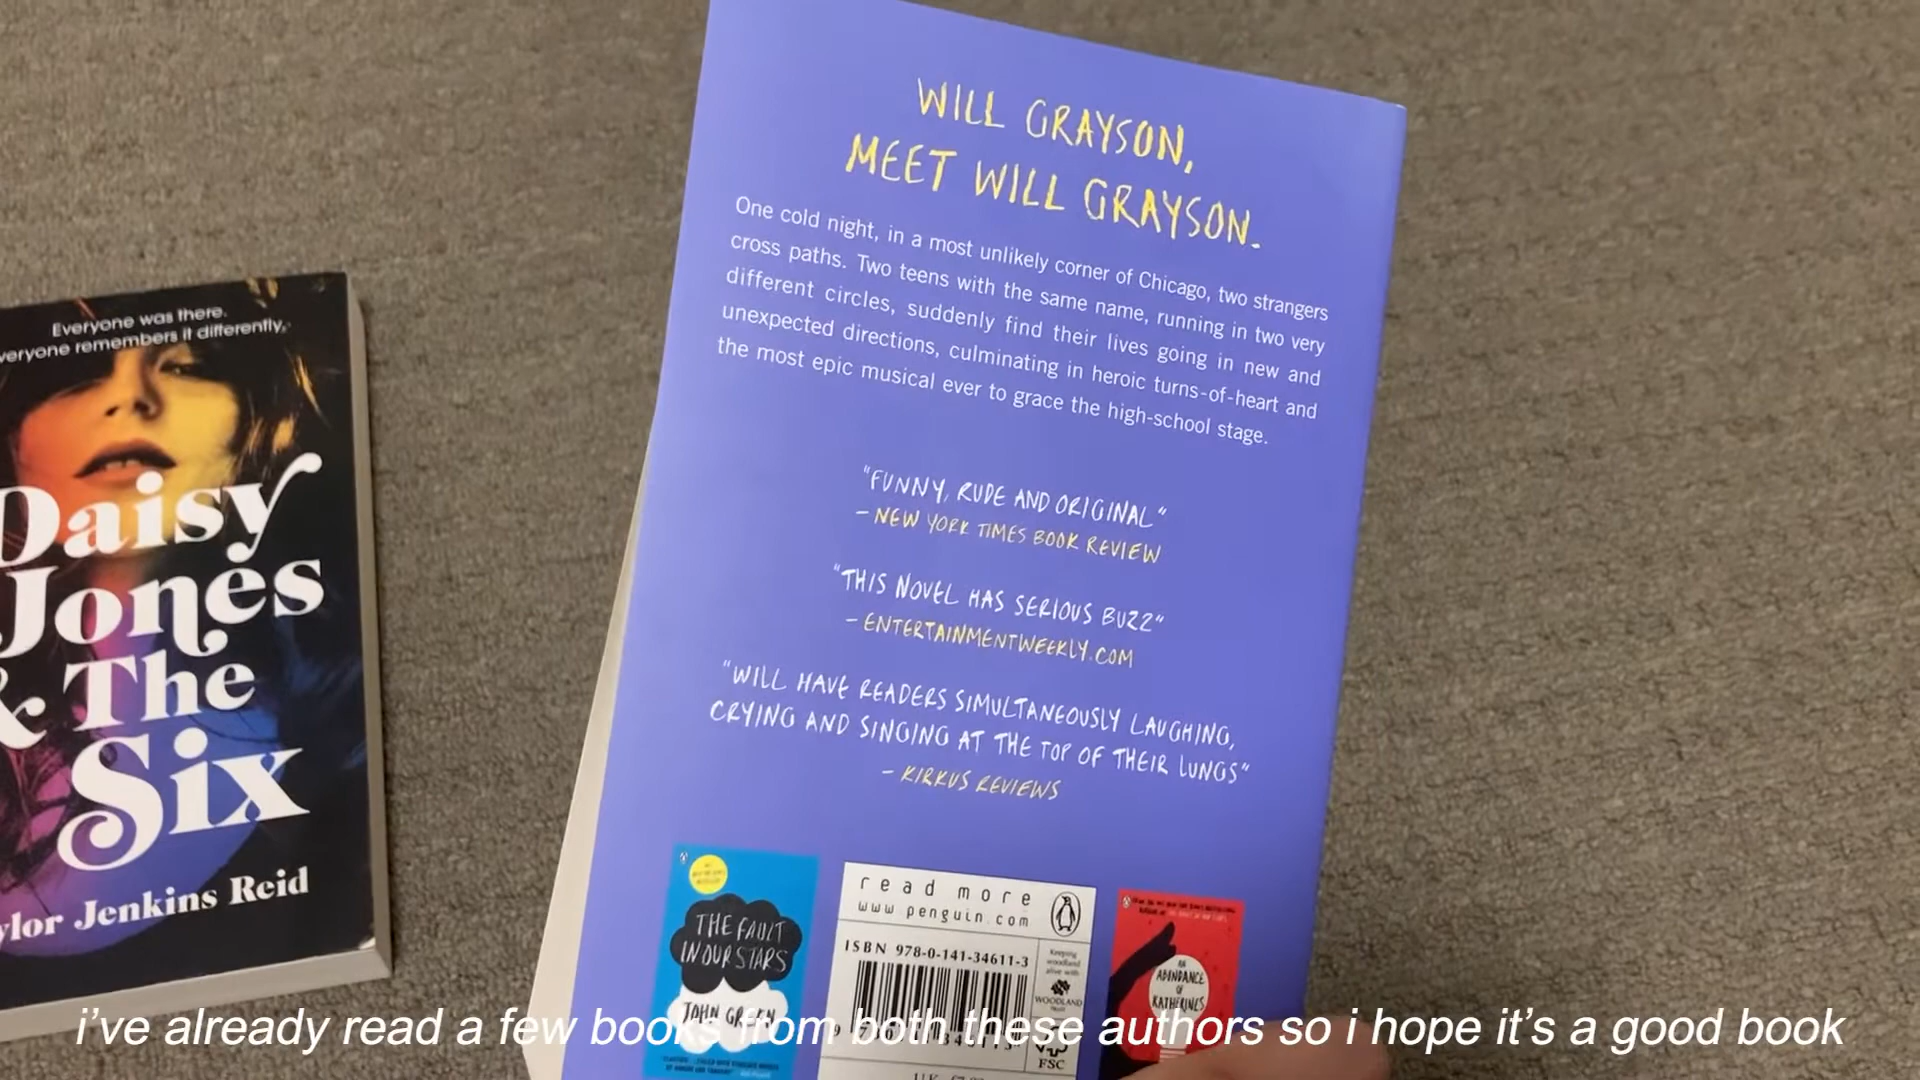 Everyone was there.
veryone remembers it differently.
Daisy
Jones
& The
Six
ylor Jenkins Reid
WILL GRAYSON,
MEET WILL GRAYSON.
One cold night, in a most unlikely corner of Chicago, two strangers
cross paths. Two teens with the same name, running in two very
different circles, suddenly find their lives going in new and
unexpected directions, culminating in heroic turns-of-heart and
the most epic musical ever to grace the high-school stage.
"FUNNY, RUDE AND ORIGINAL"
– NEW YORK TIMES BOOK REVIEW
"THIS NOVEL HAS SERIOUS BUZZ"
– ENTERTAINMENTWEEKLY.COM
"WILL HAVE READERS SIMULTANEOUSLY LAUGHING,
CRYING AND SINGING AT THE TOP OF THEIR LUNGS"
– KIRKUS REVIEWS
THE FAULT
IN OUR STARS
JOHN GREEN
read more
www.penguin.com
ISBN 978-0-141-34611-3
Keeping
woodland
alive with
WOODLAND
FSC
AN
ABUNDANCE
OF
KATHERINES
i've already read a few books from both these authors so i hope it's a good book